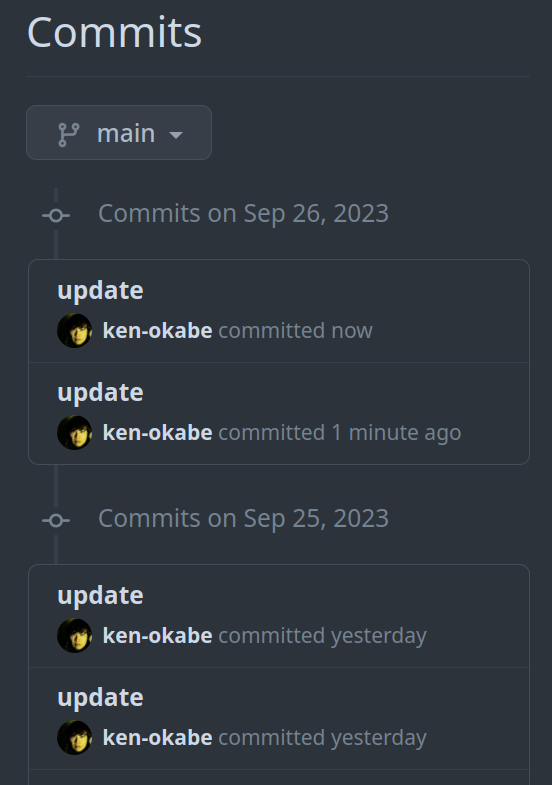 Commits
main
Commits on Sep 26, 2023
update
ken-okabe committed now
update
ken-okabe committed 1 minute ago
Commits on Sep 25, 2023
update
ken-okabe committed yesterday
update
ken-okabe committed yesterday